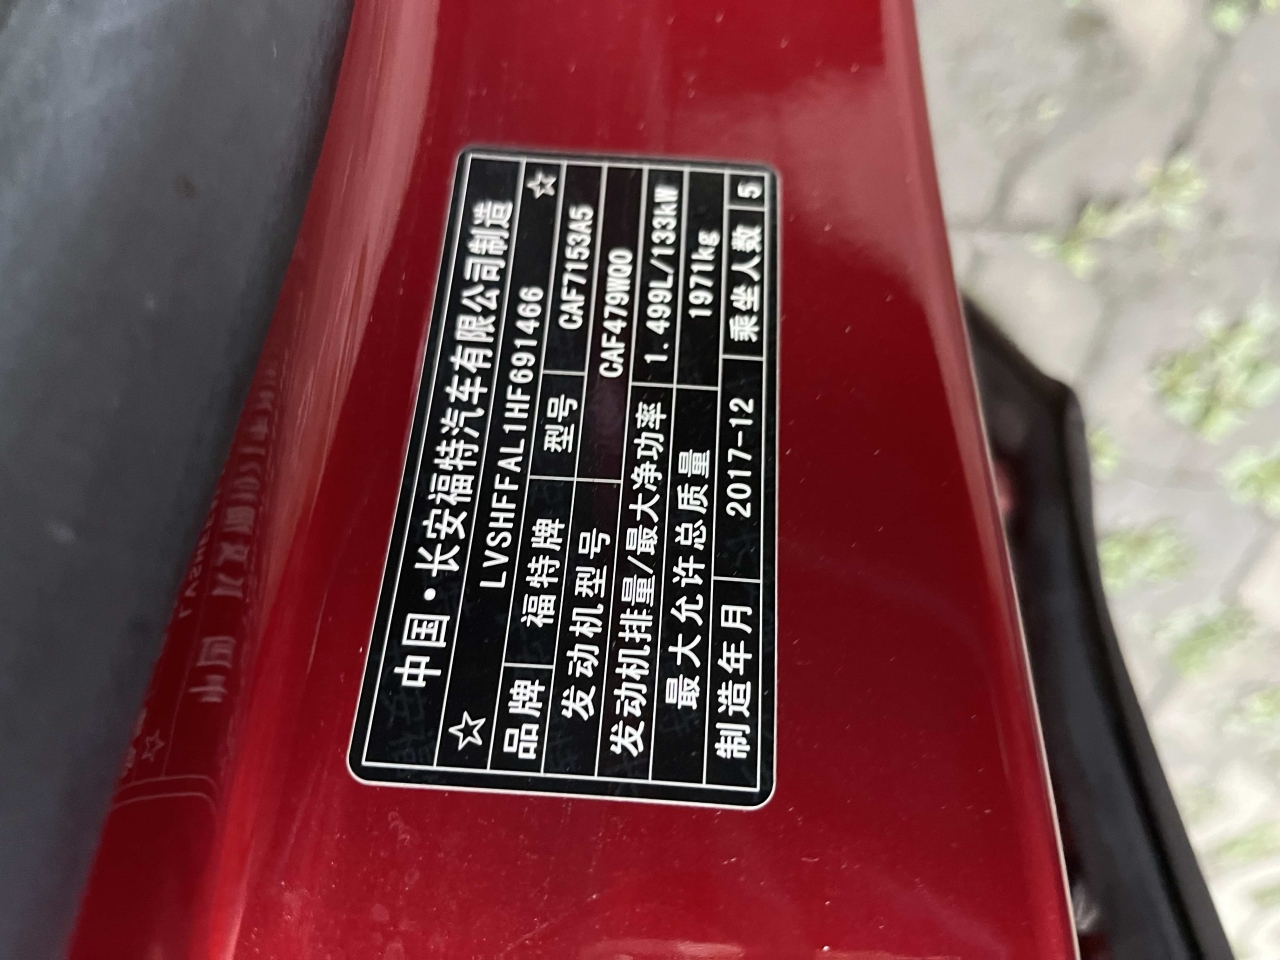 中国·长安福特汽车有限公司制造
☆ LVSHFFAL1HF691466 ☆
品牌 福特牌 型号 CAF7153A5
发动机型号 CAF479WQ0
发动机排量/最大净功率 1.499L/133kW
最大允许总质量 1971kg
制造年月 2017-12 乘坐人数 5